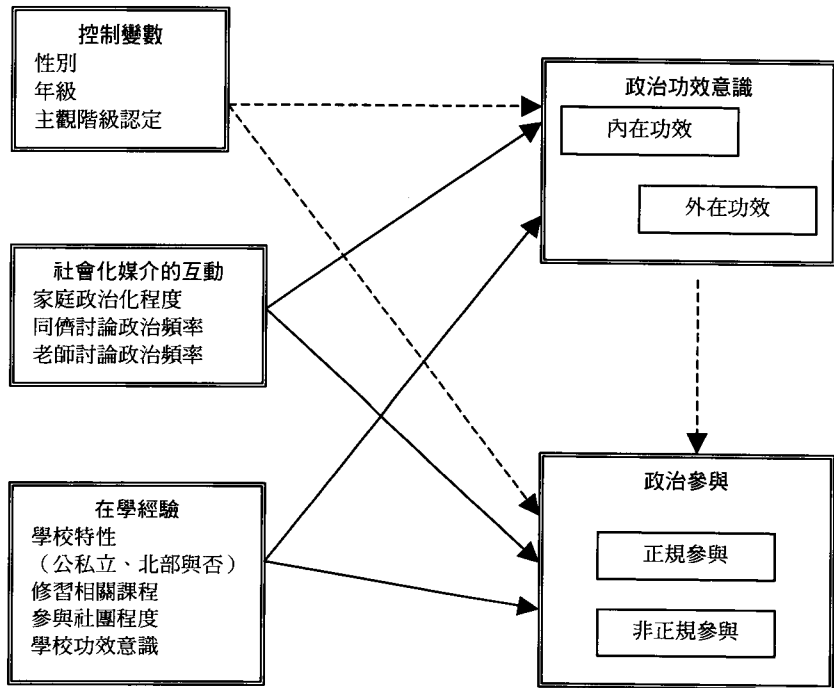 控制變數
性別
年級
主觀階級認定
社會化媒介的互動
家庭政治化程度
同儕討論政治頻率
老師討論政治頻率
在學經驗
學校特性
（公私立、北部與否）
修習相關課程
參與社團程度
學校功效意識
政治功效意識
內在功效
外在功效
政治參與
正規參與
非正規參與